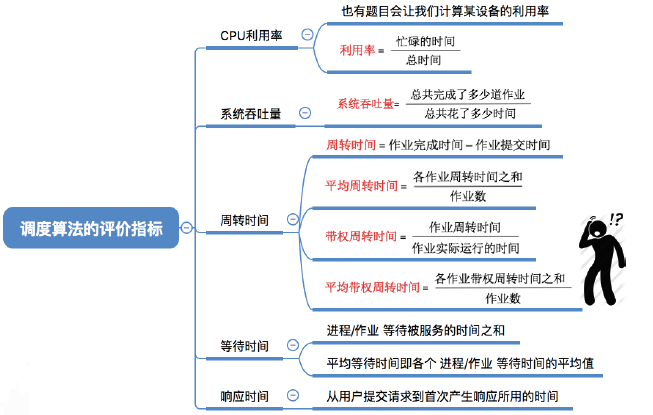 调度算法的评价指标
CPU利用率
也有题目会让我们计算某设备的利用率
利用率 = 忙碌的时间
总时间
系统吞吐量
系统吞吐量= 总共完成了多少道作业
总共花了多少时间
周转时间
周转时间 = 作业完成时间 – 作业提交时间
平均周转时间 = 各作业周转时间之和
作业数
带权周转时间 = 作业周转时间
作业实际运行的时间
平均带权周转时间 = 各作业带权周转时间之和
作业数
!?
等待时间
进程/作业 等待被服务的时间之和
平均等待时间即各个 进程/作业 等待时间的平均值
响应时间
从用户提交请求到首次产生响应所用的时间